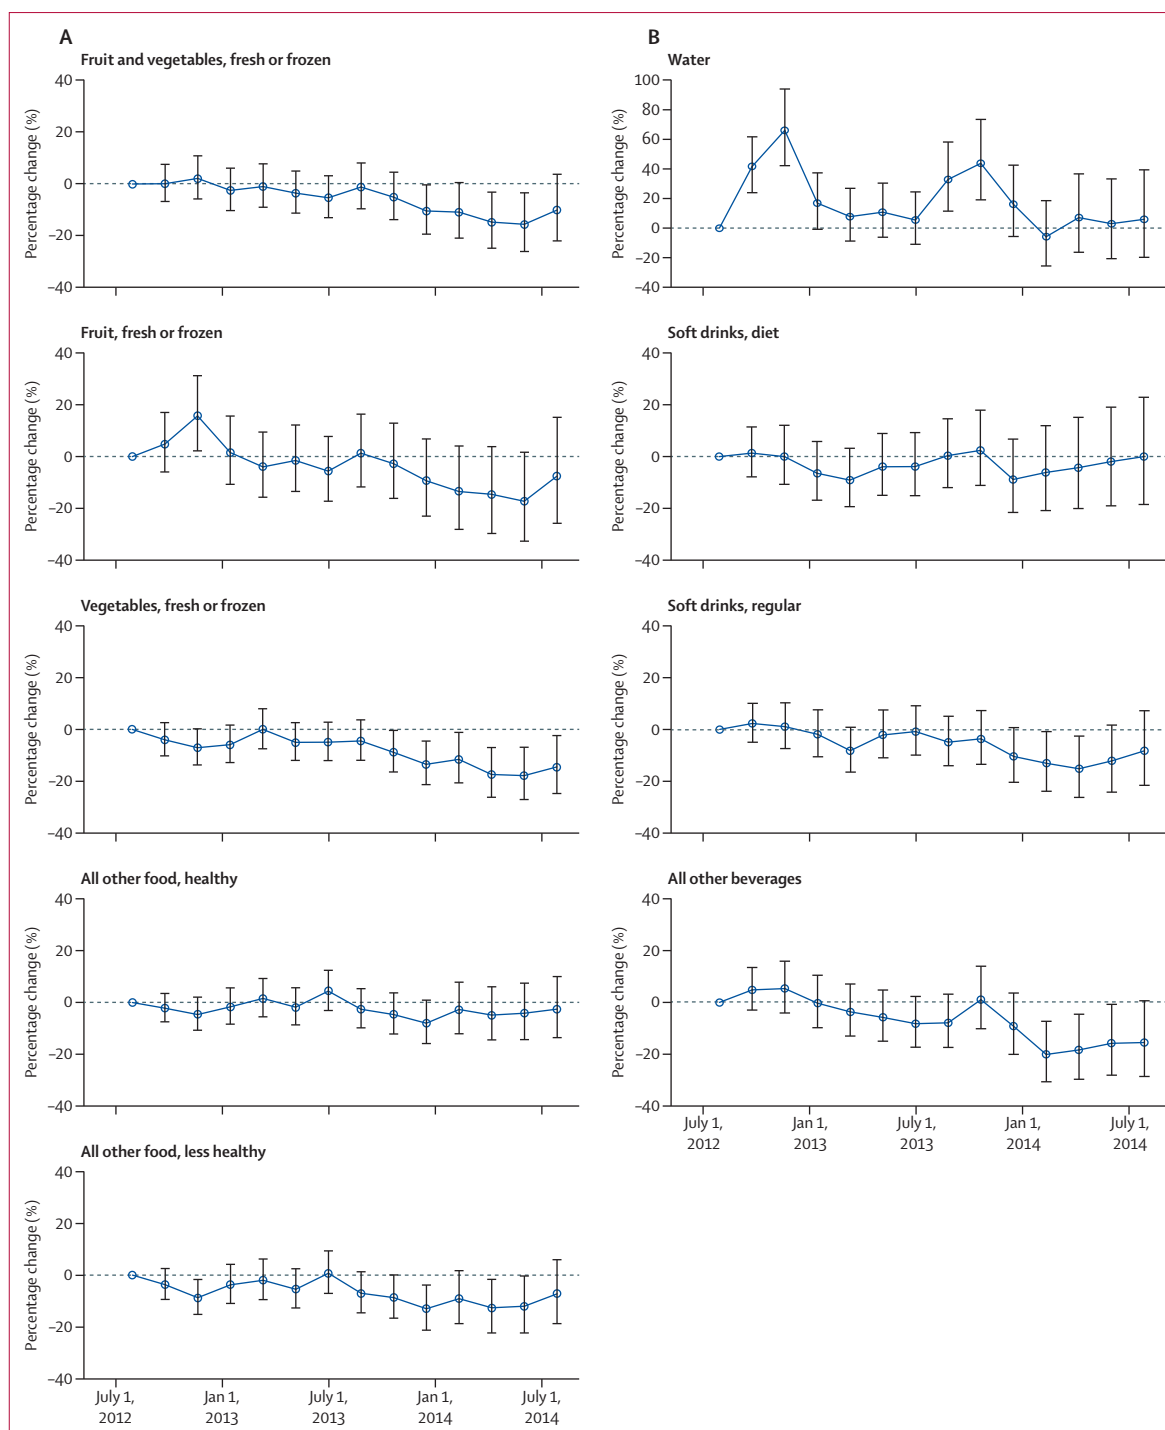 A
Fruit and vegetables, fresh or frozen
Percentage change (%)
40
20
0
–20
–40
Fruit, fresh or frozen
Percentage change (%)
40
20
0
–20
–40
Vegetables, fresh or frozen
Percentage change (%)
40
20
0
–20
–40
All other food, healthy
Percentage change (%)
40
20
0
–20
–40
All other food, less healthy
Percentage change (%)
40
20
0
–20
–40
July 1,
2012
Jan 1,
2013
July 1,
2013
Jan 1,
2014
July 1,
2014
B
Water
Percentage change (%)
100
80
60
40
20
0
–20
–40
Soft drinks, diet
Percentage change (%)
40
20
0
–20
–40
Soft drinks, regular
Percentage change (%)
40
20
0
–20
–40
All other beverages
Percentage change (%)
40
20
0
–20
–40
July 1,
2012
Jan 1,
2013
July 1,
2013
Jan 1,
2014
July 1,
2014